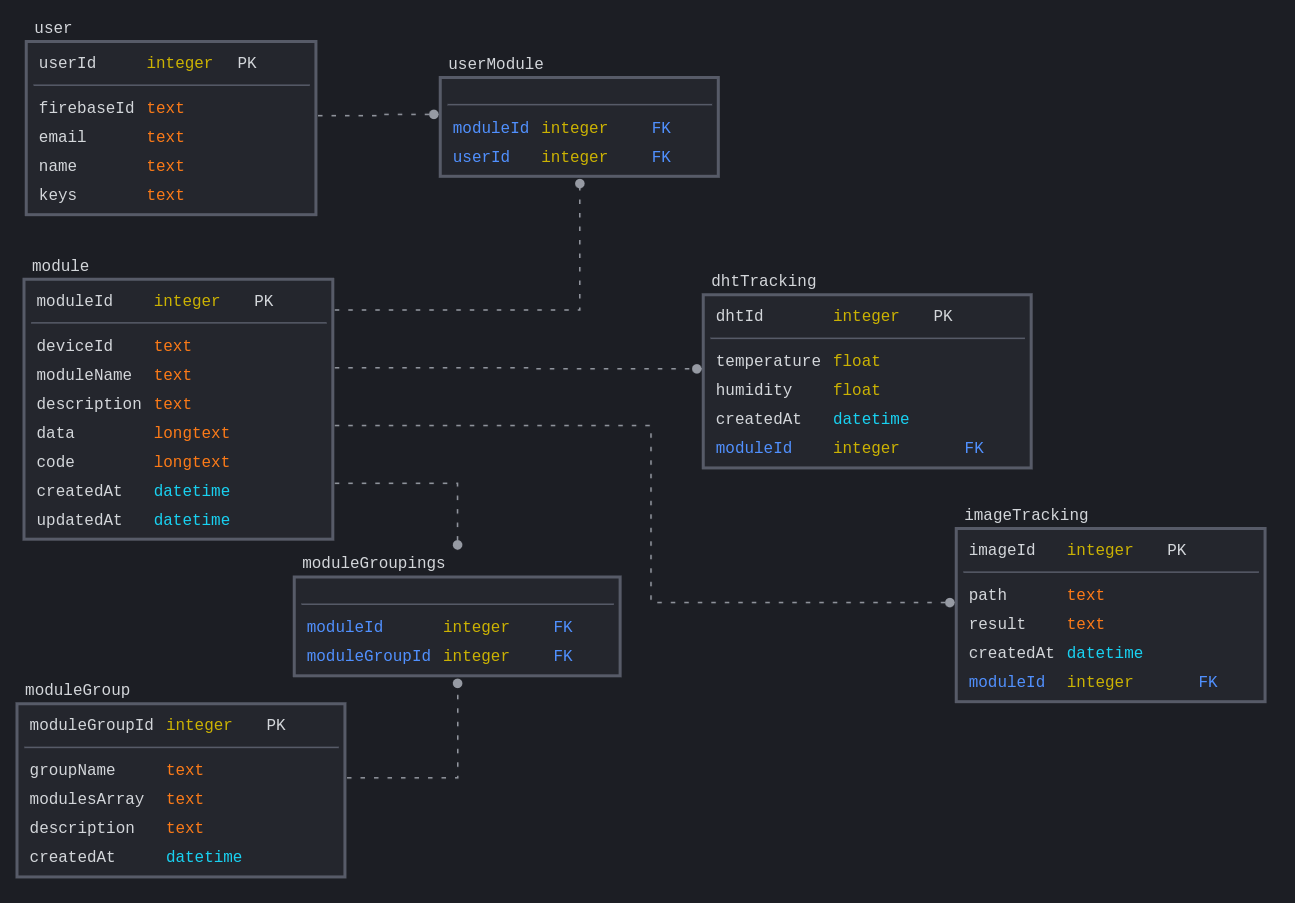 user
userId integer PK
firebaseId text
email text
name text
keys text
userModule
moduleId integer FK
userId integer FK
module
moduleId integer PK
deviceId text
moduleName text
description text
data longtext
code longtext
createdAt datetime
updatedAt datetime
dhtTracking
dhtId integer PK
temperature float
humidity float
createdAt datetime
moduleId integer FK
imageTracking
imageId integer PK
path text
result text
createdAt datetime
moduleId integer FK
moduleGroupings
moduleId integer FK
moduleGroupId integer FK
moduleGroup
moduleGroupId integer PK
groupName text
modulesArray text
description text
createdAt datetime